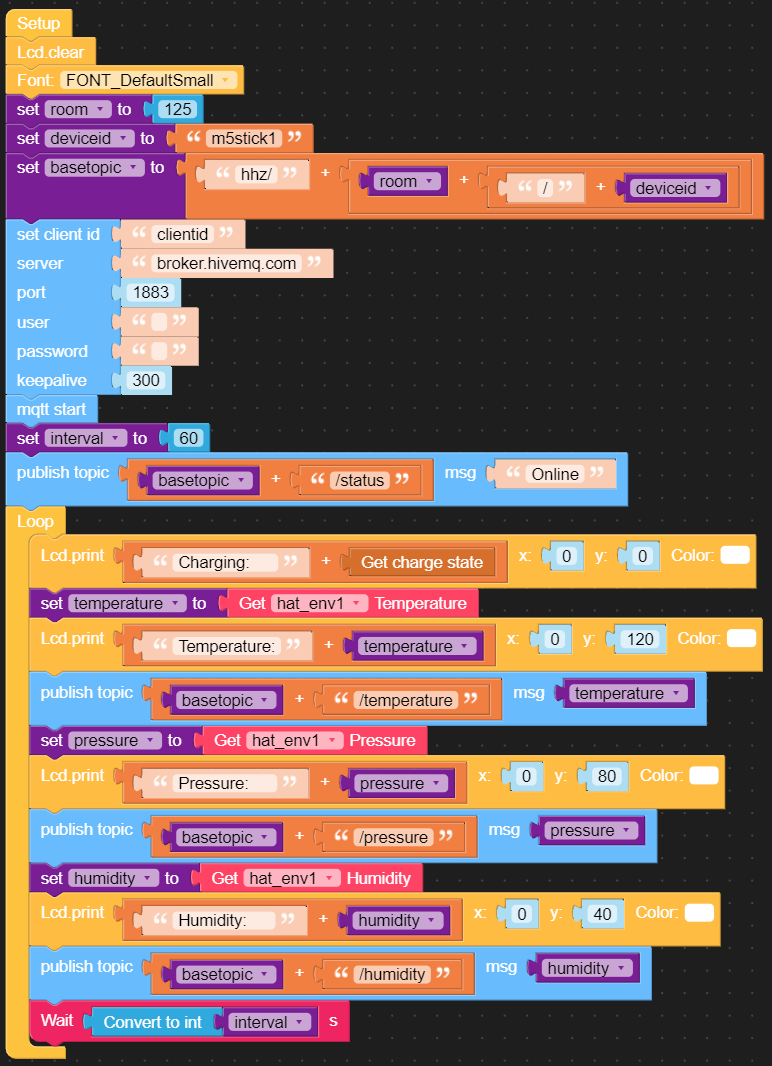 Setup
Lcd.clear
Font: FONT_DefaultSmall
set room to 125
set deviceid to “ m5stick1 ”
set basetopic to “ hhz/ ” + room + “ / ” + deviceid
set client id “ clientid ”
server “ broker.hivemq.com ”
port 1883
user “ ”
password “ ”
keepalive 300
mqtt start
set interval to 60
publish topic basetopic + “ /status ” msg “ Online ”
Loop
Lcd.print “ Charging: ” + Get charge state x: 0 y: 0 Color:
set temperature to Get hat_env1 Temperature
Lcd.print “ Temperature: ” + temperature x: 0 y: 120 Color:
publish topic basetopic + “ /temperature ” msg temperature
set pressure to Get hat_env1 Pressure
Lcd.print “ Pressure: ” + pressure x: 0 y: 80 Color:
publish topic basetopic + “ /pressure ” msg pressure
set humidity to Get hat_env1 Humidity
Lcd.print “ Humidity: ” + humidity x: 0 y: 40 Color:
publish topic basetopic + “ /humidity ” msg humidity
Wait Convert to int interval s